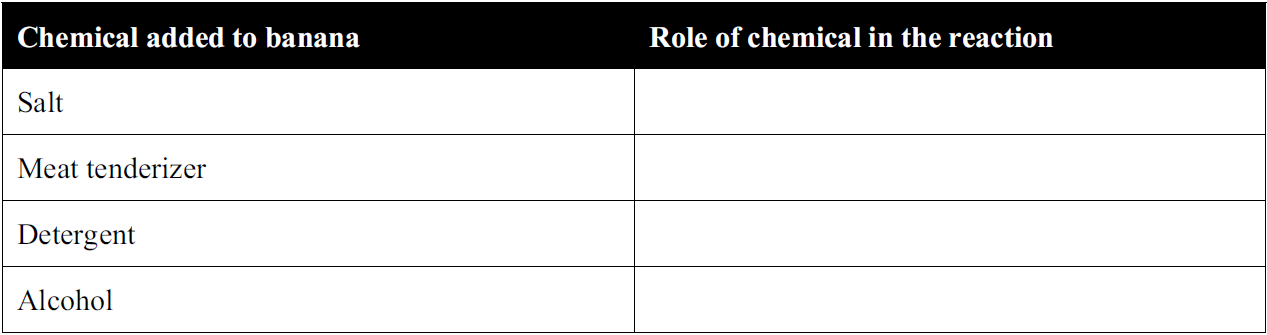 Chemical added to banana Role of chemical in the reaction
Salt
Meat tenderizer
Detergent
Alcohol